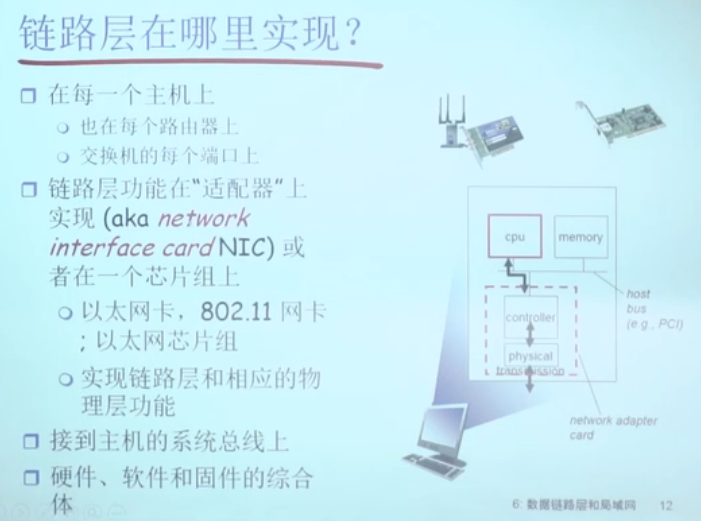 链路层在哪里实现?
在每一个主机上
也在每个路由器上
交换机的每个端口上
链路层功能在“适配器”上
实现 (aka network
interface card NIC) 或
者在一个芯片组上
以太网卡，802.11 网卡
; 以太网芯片组
实现链路层和相应的物
理层功能
接到主机的系统总线上
硬件、软件和固件的综合
体
cpu
memory
host
bus
(e.g., PCI)
controller
physical
transmission
network adapter
card
6: 数据链路层和局域网
12